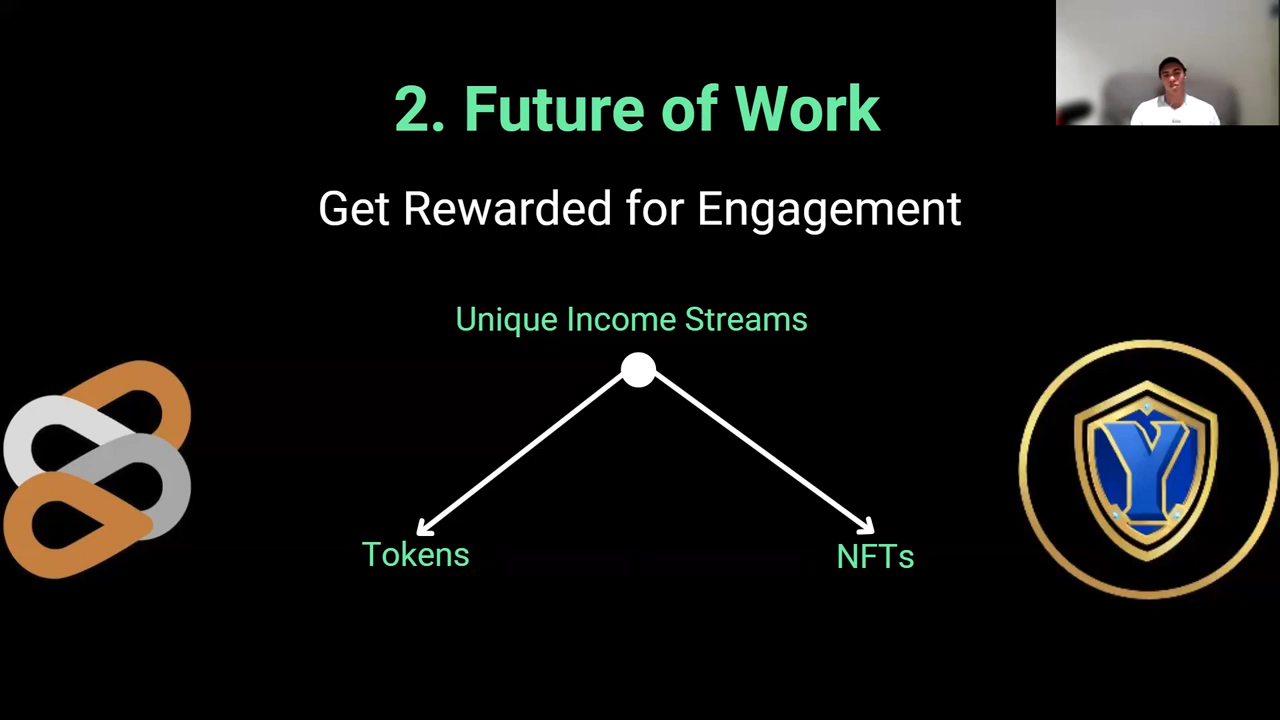 2. Future of Work
Get Rewarded for Engagement
Unique Income Streams
Tokens
NFTs
Y